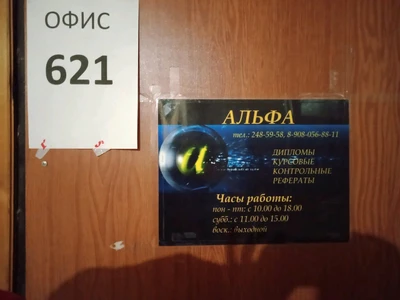 ОФИС
621
АЛЬФА
тел.: 248-59-58, 8-908-056-88-11
a
ДИПЛОМЫ
КУРСОВЫЕ
КОНТРОЛЬНЫЕ
РЕФЕРАТЫ
Часы работы:
пон - пт: с 10.00 до 18.00
субб.: с 11.00 до 15.00
воск.: выходной